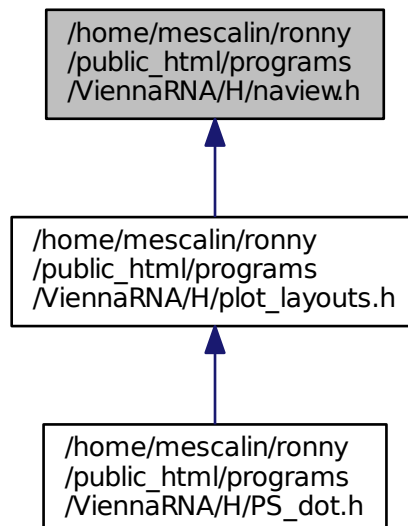 /home/mescalin/ronny
/public_html/programs
/ViennaRNA/H/naview.h
/home/mescalin/ronny
/public_html/programs
/ViennaRNA/H/plot_layouts.h
/home/mescalin/ronny
/public_html/programs
/ViennaRNA/H/PS_dot.h